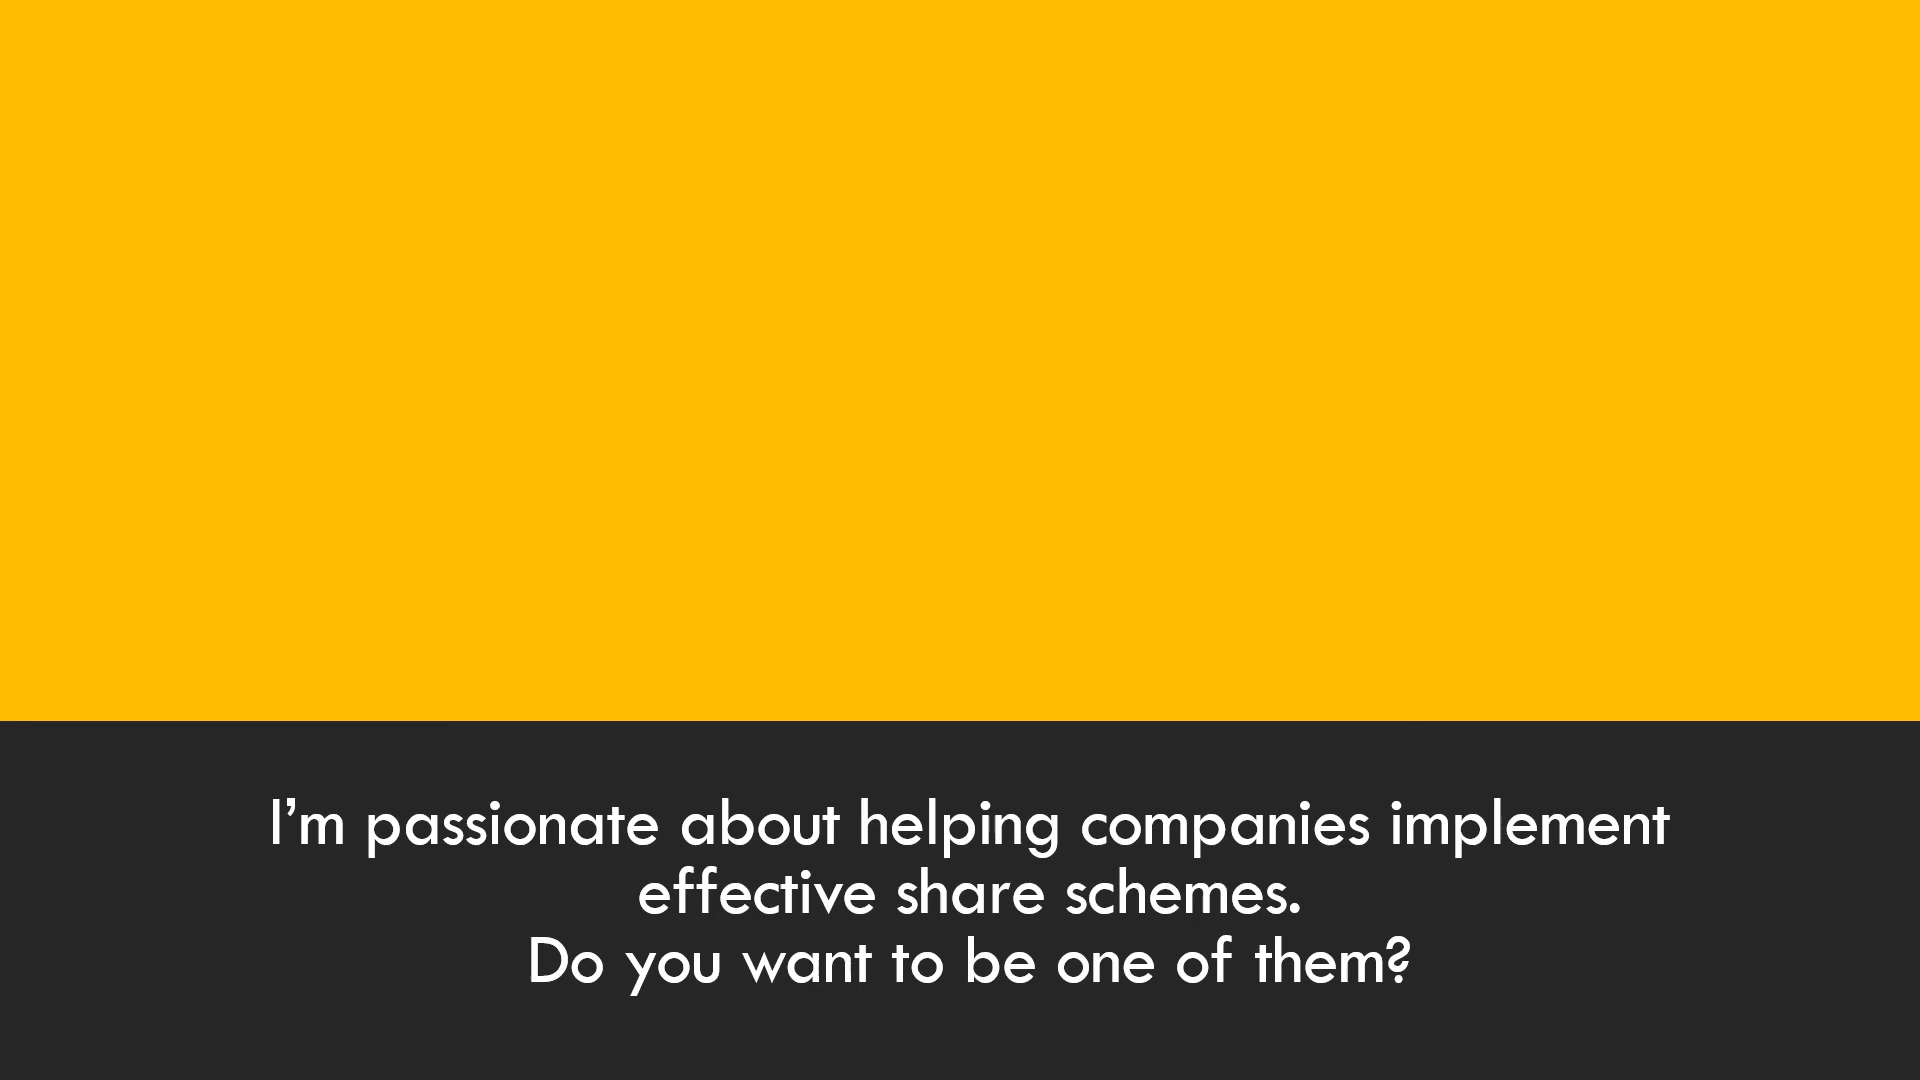 I’m passionate about helping companies implement
effective share schemes.
Do you want to be one of them?